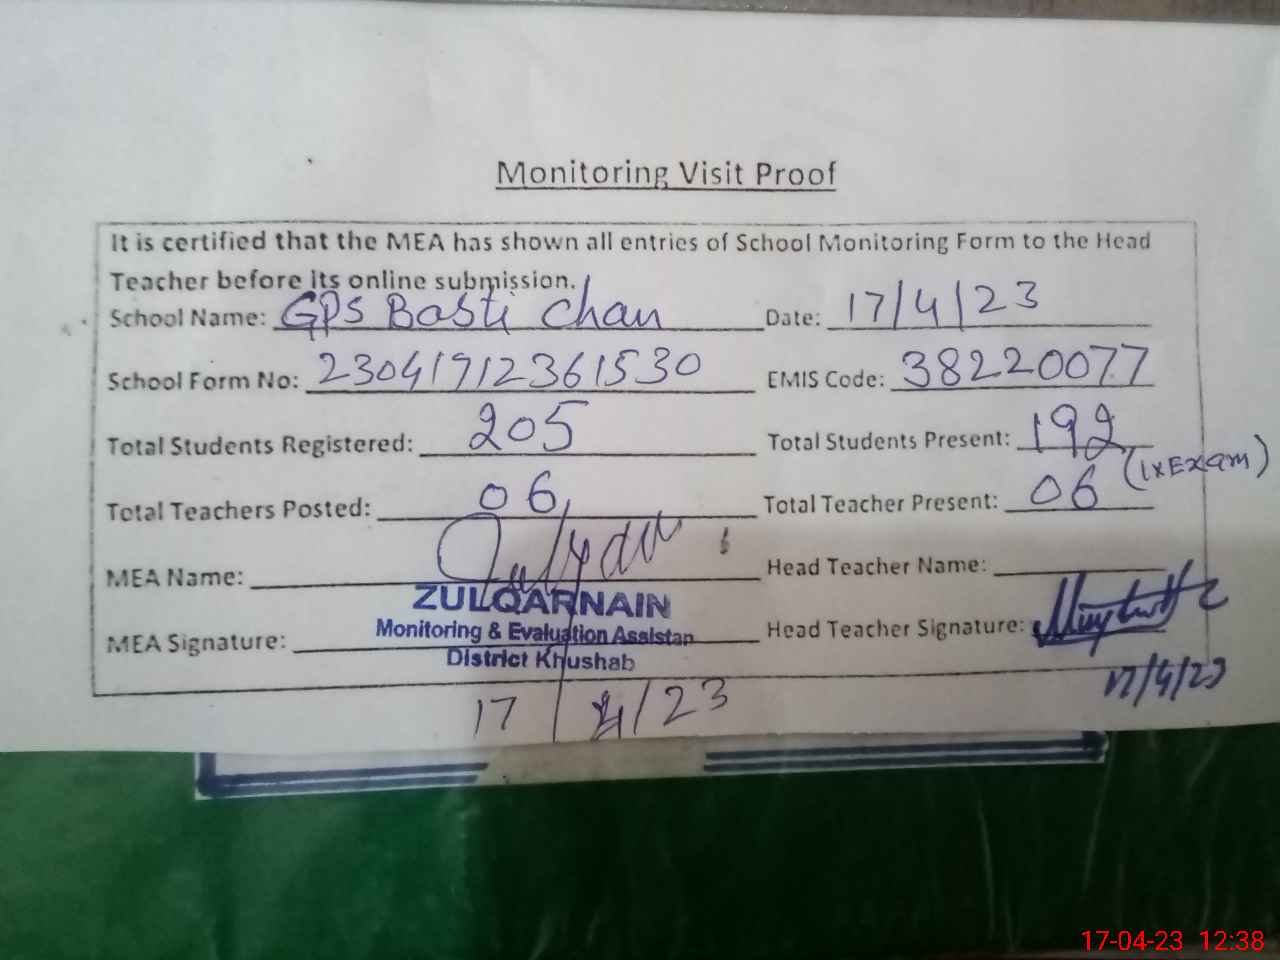 Monitoring Visit Proof
It is certified that the MEA has shown all entries of School Monitoring Form to the Head
Teacher before its online submission.
School Name: GPS Basti Chan Date: 17/4/23
School Form No: 23041712361530 EMIS Code: 38220077
Total Students Registered: 205 Total Students Present: 192
(1xExam)
Total Teachers Posted: 06 Total Teacher Present: 06
MEA Name: Head Teacher Name:
ZULQARNAIN
Monitoring & Evaluation Assistan
MEA Signature: Head Teacher Signature:
District Khushab
17/4/23 17/4/23
17-04-23 12:38